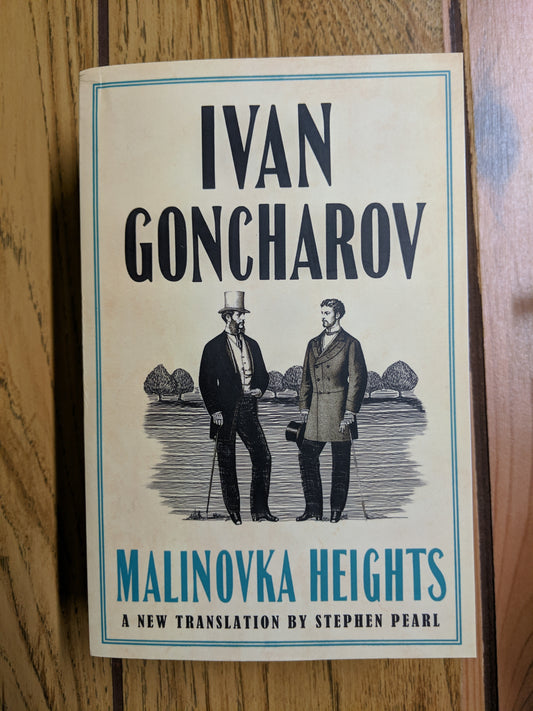 IVAN
GONCHAROV
MALINOVKA HEIGHTS
A NEW TRANSLATION BY STEPHEN PEARL